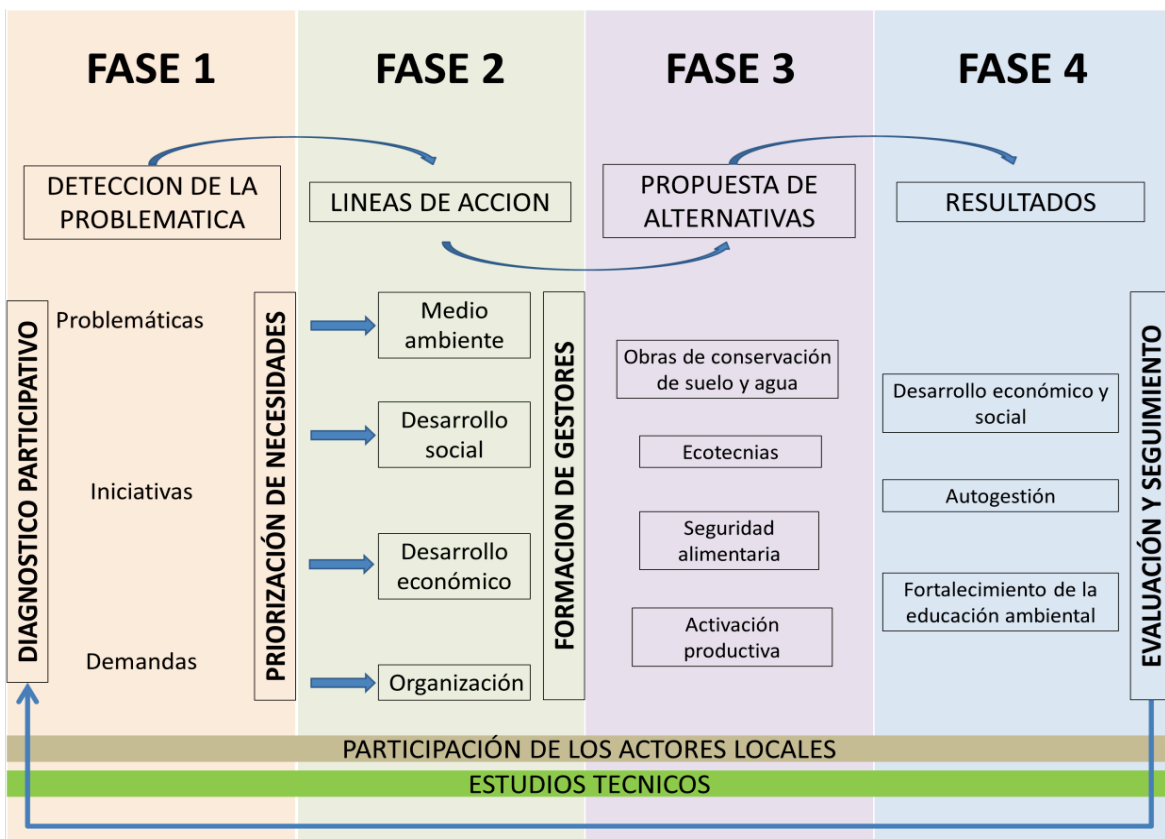 FASE 1
FASE 2
FASE 3
FASE 4
DETECCION DE LA
PROBLEMATICA
LINEAS DE ACCION
PROPUESTA DE
ALTERNATIVAS
RESULTADOS
DIAGNOSTICO PARTICIPATIVO
Problemáticas
Iniciativas
Demandas
PRIORIZACIÓN DE NECESIDADES
Medio
ambiente
Desarrollo
social
Desarrollo
económico
Organización
FORMACION DE GESTORES
Obras de conservación
de suelo y agua
Ecotecnias
Seguridad
alimentaria
Activación
productiva
Desarrollo económico y
social
Autogestión
Fortalecimiento de la
educación ambiental
EVALUACIÓN Y SEGUIMIENTO
PARTICIPACIÓN DE LOS ACTORES LOCALES
ESTUDIOS TECNICOS